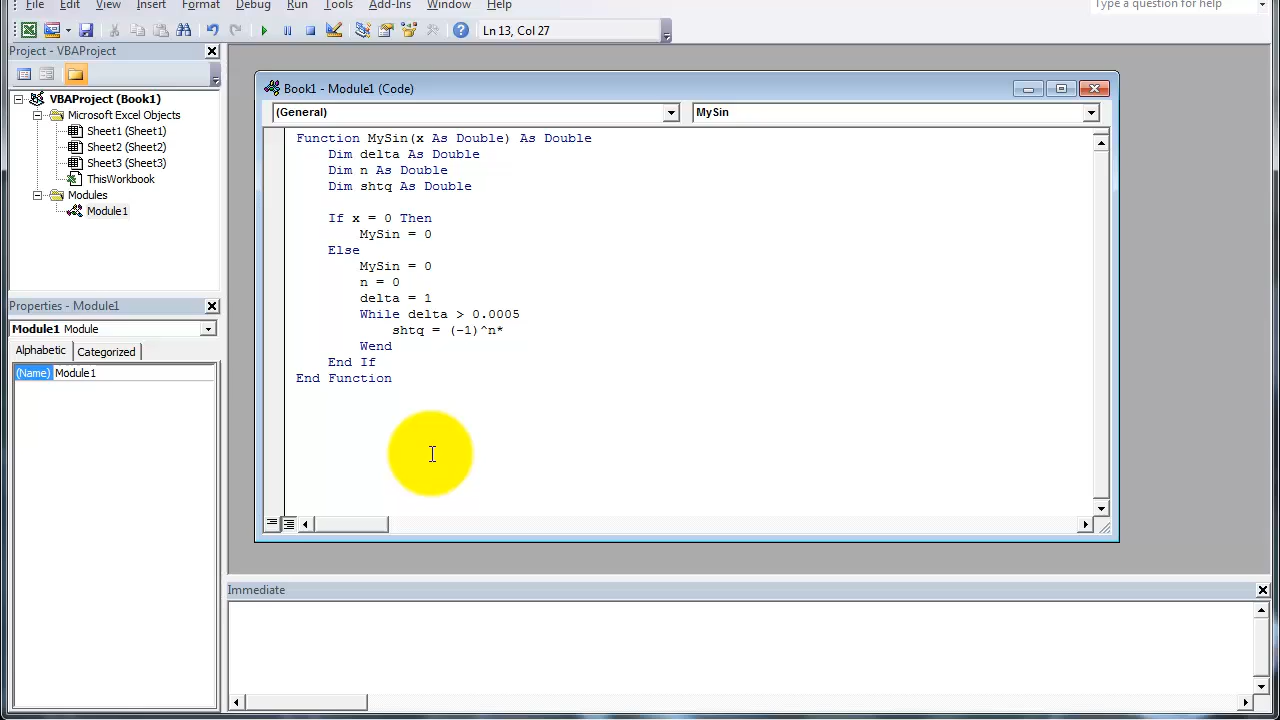 File Edit View Insert Format Debug Run Tools Add-Ins Window Help
Type a question for help
Ln 13, Col 27
Project - VBAProject
VBAProject (Book1)
Microsoft Excel Objects
Sheet1 (Sheet1)
Sheet2 (Sheet2)
Sheet3 (Sheet3)
ThisWorkbook
Modules
Module1
Properties - Module1
Module1 Module
Alphabetic Categorized
(Name) Module1
Book1 - Module1 (Code)
(General) MySin
Function MySin(x As Double) As Double
Dim delta As Double
Dim n As Double
Dim shtq As Double
If x = 0 Then
MySin = 0
Else
MySin = 0
n = 0
delta = 1
While delta > 0.0005
shtq = (-1)^n*
Wend
End If
End Function
Immediate